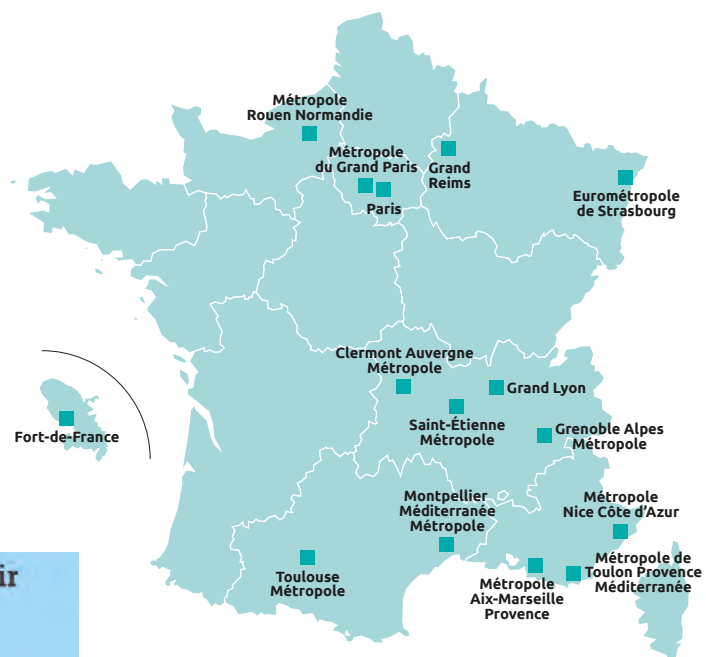 Métropole
Rouen Normandie
Métropole
du Grand Paris
Paris
Grand
Reims
Eurométropole
de Strasbourg
Clermont Auvergne
Métropole
Grand Lyon
Saint-Étienne
Métropole
Grenoble Alpes
Métropole
Fort-de-France
Montpellier
Méditerranée
Métropole
Métropole
Nice Côte d'Azur
Toulouse
Métropole
Métropole
Aix-Marseille
Provence
Métropole de
Toulon Provence
Méditerranée
ir